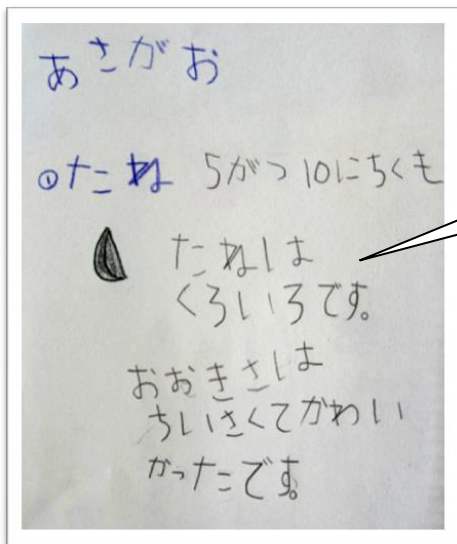 あさがお
①たね 5がつ10にちくも
たねは
くろいろです。
おおきさは
ちいさくてかわい
かったです。